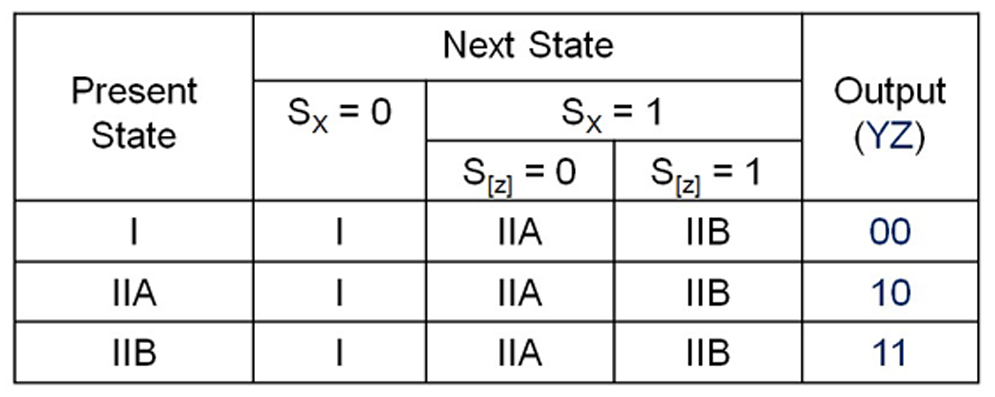 Present State
Next State
Output (YZ)
S_X = 0
S_X = 1
S_[z] = 0
S_[z] = 1
I I IIA IIB 00
IIA I IIA IIB 10
IIB I IIA IIB 11